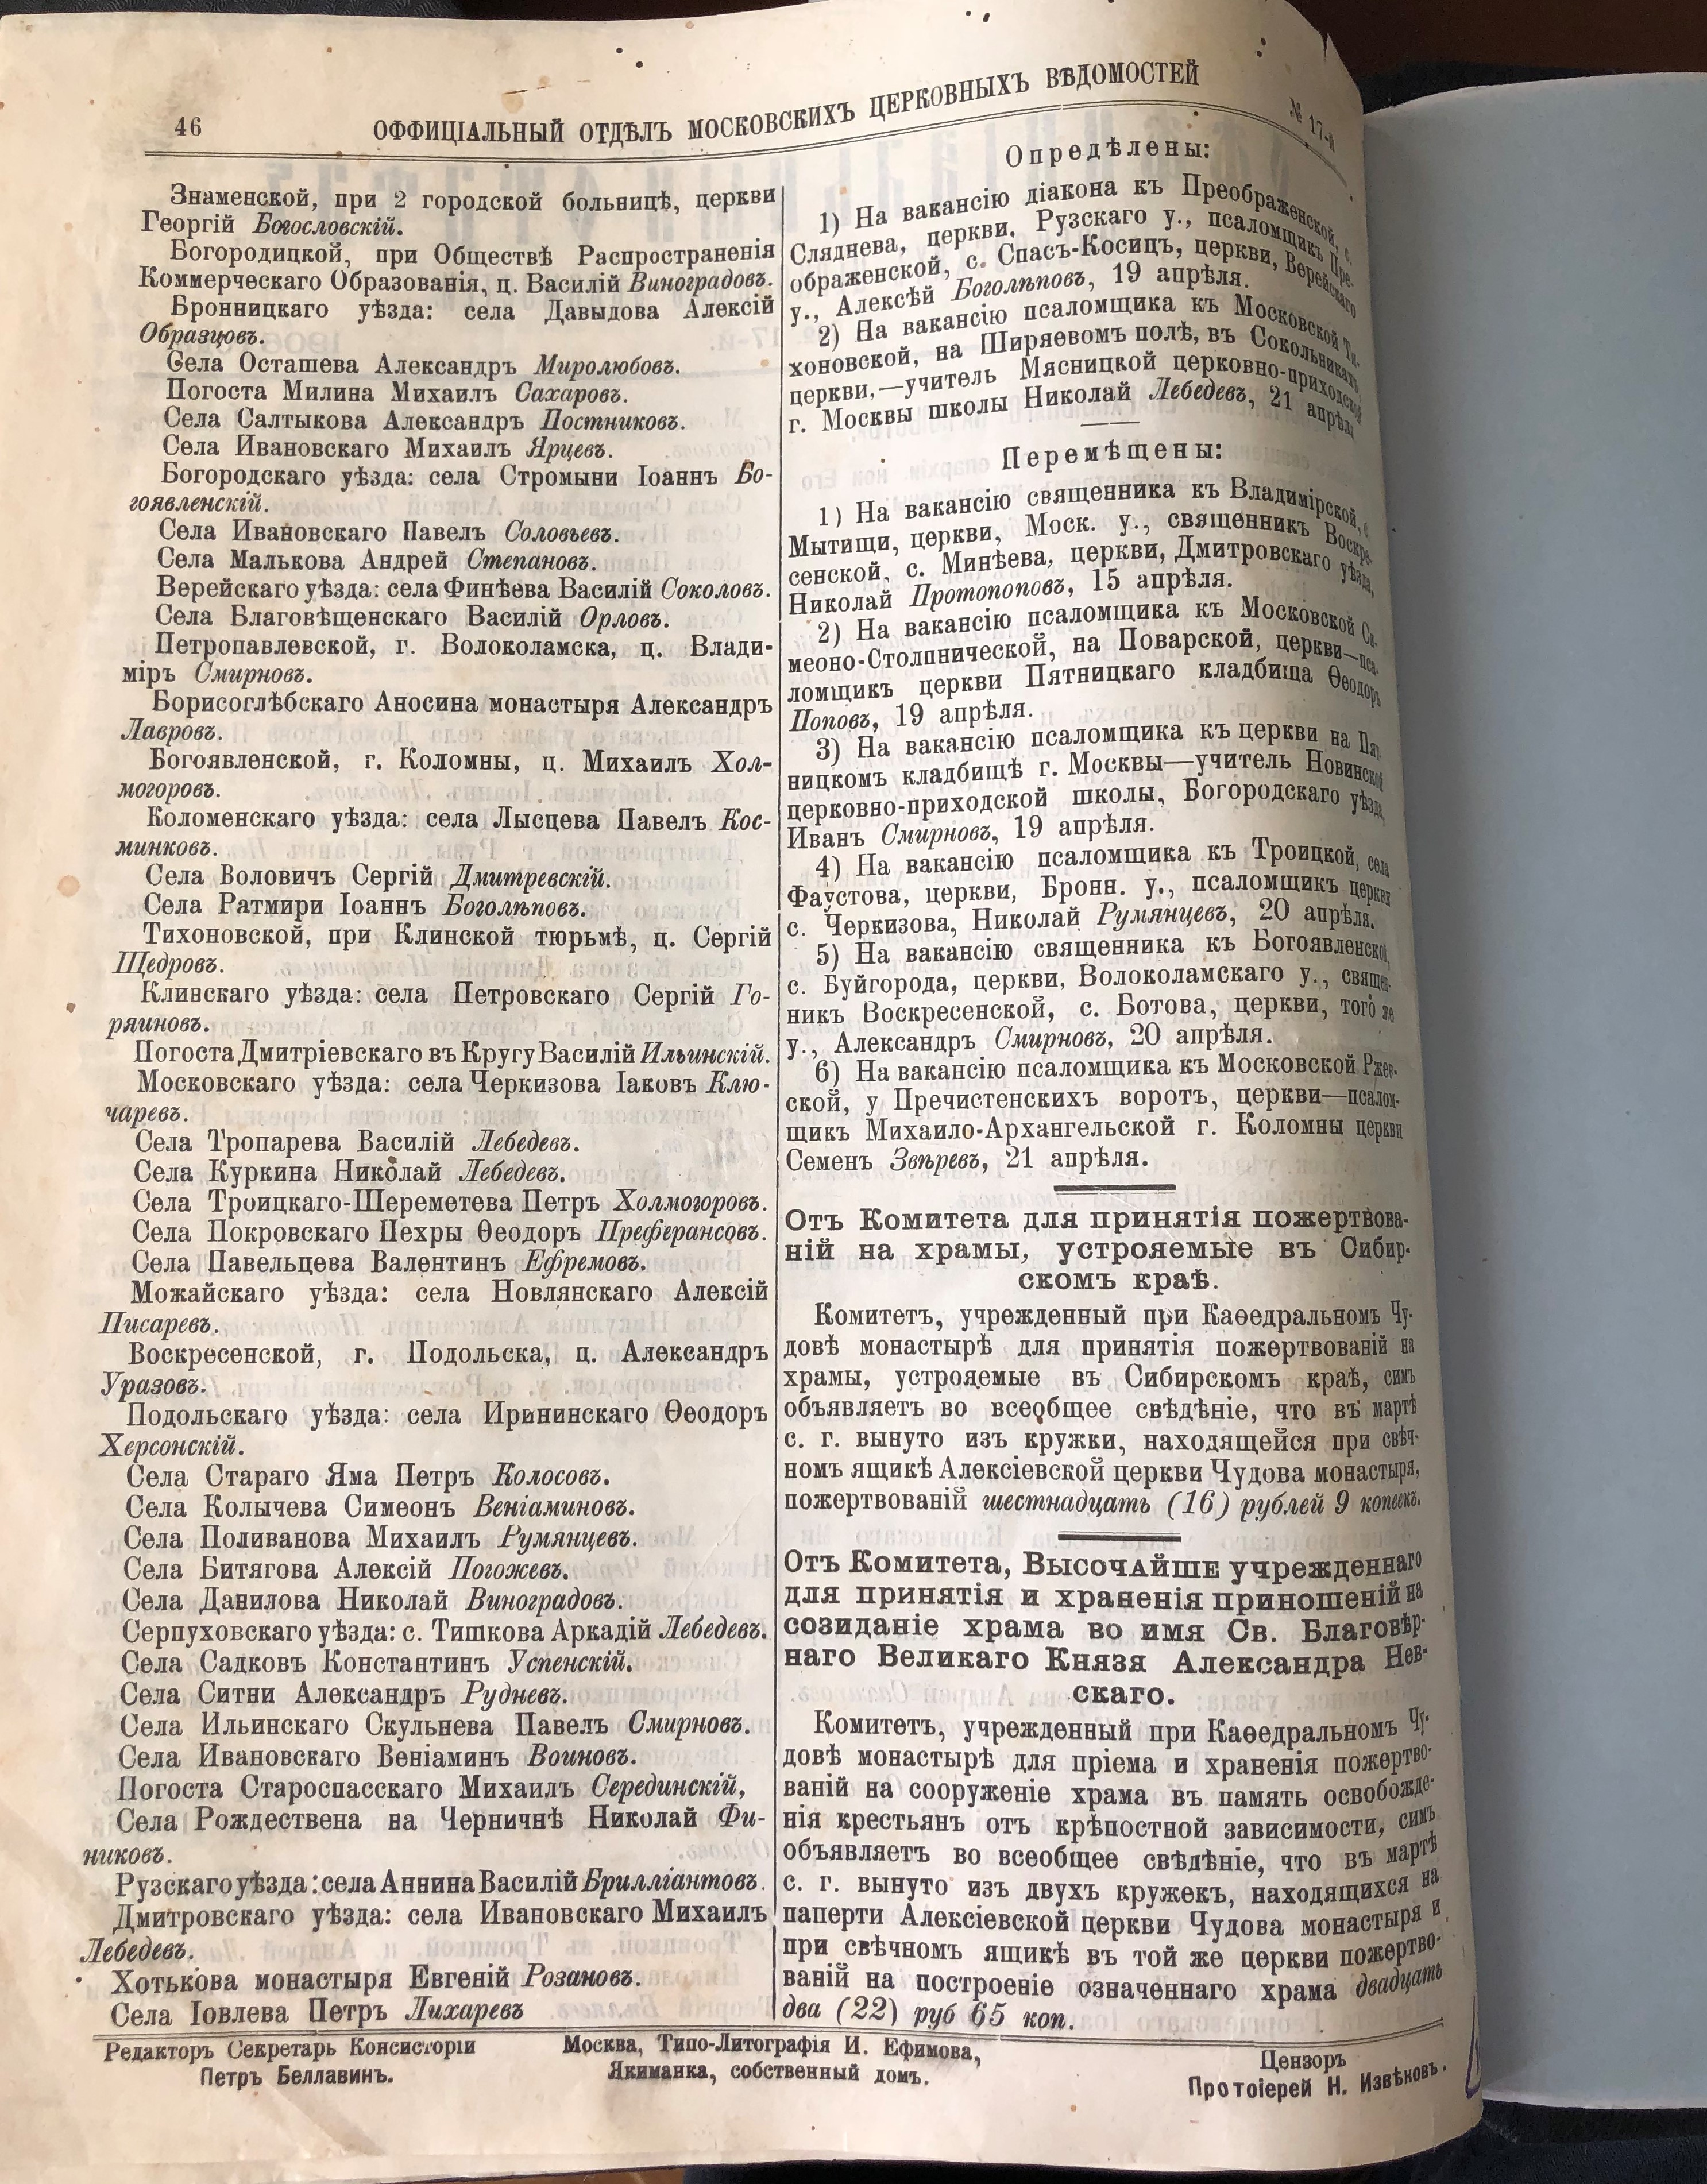 46
ОФФИЦІАЛЬНЫЙ ОТДѢЛЪ МОСКОВСКИХЪ ЦЕРКОВНЫХЪ ВѢДОМОСТЕЙ
№ 17-й
Знаменской, при 2 городской больницѣ, церкви
Георгій Богословскій.
Богородицкой, при Обществѣ Распространенія
Коммерческаго Образованія, ц. Василій Виноградовъ.
Бронницкаго уѣзда: села Давыдова Алексій
Образцовъ.
Села Осташева Александръ Миролюбовъ.
Погоста Милина Михаилъ Сахаровъ.
Села Салтыкова Александръ Постниковъ.
Села Ивановскаго Михаилъ Ярцевъ.
Богородскаго уѣзда: села Стромыни Іоаннъ Бо-
гоявленскій.
Села Ивановскаго Павелъ Соловьевъ.
Села Малькова Андрей Степановъ.
Верейскаго уѣзда: села Финѣева Василій Соколовъ.
Села Благовѣщенскаго Василій Орловъ.
Петропавлевской, г. Волоколамска, ц. Влади-
міръ Смирновъ.
Борисоглѣбскаго Аносина монастыря Александръ
Лавровъ.
Богоявленской, г. Коломны, ц. Михаилъ Хол-
могоровъ.
Коломенскаго уѣзда: села Лысцева Павелъ Кос-
минковъ.
Села Воловичъ Сергій Дмитревскій.
Села Ратмири Іоаннъ Боголѣповъ.
Тихоновской, при Клинской тюрьмѣ, ц. Сергій
Щедровъ.
Клинскаго уѣзда: села Петровскаго Сергій Го-
ряиновъ.
Погоста Дмитріевскаго въ Кругу Василій Ильинскій.
Московскаго уѣзда: села Черкизова Іаковъ Клю-
чаревъ.
Села Тропарева Василій Лебедевъ.
Села Куркина Николай Лебедевъ.
Села Троицкаго-Шереметева Петръ Холмогоровъ.
Села Покровскаго Пехры Ѳеодоръ Преферансовъ.
Села Павельцева Валентинъ Ефремовъ.
Можайскаго уѣзда: села Новлянскаго Алексій
Писаревъ.
Воскресенской, г. Подольска, ц. Александръ
Уразовъ.
Подольскаго уѣзда: села Ирининскаго Ѳеодоръ
Херсонскій.
Села Стараго Яма Петръ Колосовъ.
Села Колычева Симеонъ Веніаминовъ.
Села Поливанова Михаилъ Румянцевъ.
Села Битягова Алексій Погожевъ.
Села Данилова Николай Виноградовъ.
Серпуховскаго уѣзда: с. Тишкова Аркадій Лебедевъ.
Села Садковъ Константинъ Успенскій.
Села Ситни Александръ Рудневъ.
Села Ильинскаго Скульнева Павелъ Смирновъ.
Села Ивановскаго Веніаминъ Воиновъ.
Погоста Староспасскаго Михаилъ Серединскій,
Села Рождествена на Черничнѣ Николай Фи-
никовъ.
Рузскаго уѣзда: села Аннина Василій Бриллiантовъ.
Дмитровскаго уѣзда: села Ивановскаго Михаилъ
Лебедевъ.
Хотькова монастыря Евгеній Розановъ.
Села Іовлева Петръ Лихаревъ
Опредѣлены:
1) На вакансію діакона къ Преображенской, с.
Сляднева, церкви, Рузскаго у., псаломщикъ Пре-
ображенской, с. Спасъ-Косицъ, церкви, Верейскаго
у., Алексѣй Боголѣповъ, 19 апрѣля.
2) На вакансію псаломщика къ Московской Ти-
хоновской, на Ширяевомъ полѣ, въ Сокольникахъ
церкви,—учитель Мясницкой церковно-приходской
г. Москвы школы Николай Лебедевъ, 21 апрѣля
Перемѣщены:
1) На вакансію священника къ Владимірской, с
Мытищи, церкви, Моск. у., священникъ Воскре-
сенской, с. Минѣева, церкви, Дмитровскаго уѣзда,
Николай Протопоповъ, 15 апрѣля.
2) На вакансію псаломщика къ Московской Си-
меоно-Столпнической, на Поварской, церкви—пса-
ломщикъ церкви Пятницкаго кладбища Ѳеодоръ
Поповъ, 19 апрѣля.
3) На вакансію псаломщика къ церкви на Пят-
ницкомъ кладбищѣ г. Москвы—учитель Новинской
церковно-приходской школы, Богородскаго уѣзда,
Иванъ Смирновъ, 19 апрѣля.
4) На вакансію псаломщика къ Троицкой, села
Фаустова, церкви, Бронн. у., псаломщикъ церкви
с. Черкизова, Николай Румянцевъ, 20 апрѣля.
5) На вакансію священника къ Богоявленской,
с. Буйгорода, церкви, Волоколамскаго у., священ-
никъ Воскресенской, с. Ботова, церкви, того же
у., Александръ Смирновъ, 20 апрѣля.
6) На вакансію псаломщика къ Московской Ржев-
ской, у Пречистенскихъ воротъ, церкви—псалом-
щикъ Михаило-Архангельской г. Коломны церкви
Семенъ Звѣревъ, 21 апрѣля.
Отъ Комитета для принятія пожертвова-
ній на храмы, устрояемые въ Сибир-
скомъ краѣ.
Комитетъ, учрежденный при Каѳедральномъ Чу-
довѣ монастырѣ для принятія пожертвованій на
храмы, устрояемые въ Сибирскомъ краѣ, симъ
объявляетъ во всеобщее свѣдѣніе, что въ мартѣ
с. г. вынуто изъ кружки, находящейся при свѣч-
номъ ящикѣ Алексіевской церкви Чудова монастыря,
пожертвованій шестнадцать (16) рублей 9 копеекъ.
Отъ Комитета, ВЫСОЧАЙШЕ учрежденнаго
для принятія и храненія приношеній на
созиданіе храма во имя Св. Благовѣр-
наго Великаго Князя Александра Нев-
скаго.
Комитетъ, учрежденный при Каѳедральномъ Чу-
довѣ монастырѣ для пріема и храненія пожертво-
ваній на сооруженіе храма въ память освобожде-
нія крестьянъ отъ крѣпостной зависимости, симъ
объявляетъ во всеобщее свѣдѣніе, что въ мартѣ
с. г. вынуто изъ двухъ кружекъ, находящихся на
паперти Алексіевской церкви Чудова монастыря и
при свѣчномъ ящикѣ въ той же церкви пожертво-
ваній на построеніе означеннаго храма двадцать
два (22) руб 65 коп.
Редакторъ Секретарь Консисторіи
Петръ Беллавинъ.
Москва, Типо-Литографія И. Ефимова,
Якиманка, собственный домъ.
Цензоръ
Протоіерей Н. Извѣковъ.